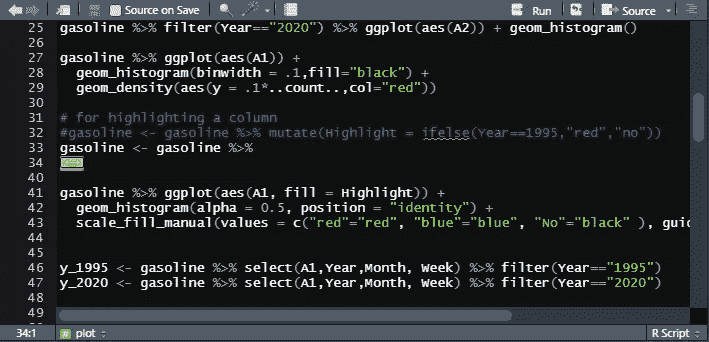 Source on Save Run Source
25 gasoline %>% filter(Year=="2020") %>% ggplot(aes(A2)) + geom_histogram()
26
27 gasoline %>% ggplot(aes(A1)) +
28 geom_histogram(binwidth = .1,fill="black") +
29 geom_density(aes(y = .1*..count..,col="red"))
30
31 # for highlighting a column
32 #gasoline <- gasoline %>% mutate(Highlight = ifelse(Year==1995,"red","no"))
33 gasoline <- gasoline %>%
34
40
41 gasoline %>% ggplot(aes(A1, fill = Highlight)) +
42 geom_histogram(alpha = 0.5, position = "identity") +
43 scale_fill_manual(values = c("red"="red", "blue"="blue", "No"="black" ),
44
45
46 y_1995 <- gasoline %>% select(A1,Year,Month, Week) %>% filter(Year=="1995")
47 y_2020 <- gasoline %>% select(A1,Year,Month, Week) %>% filter(Year=="2020")
48
49
34:1 # plot R Script